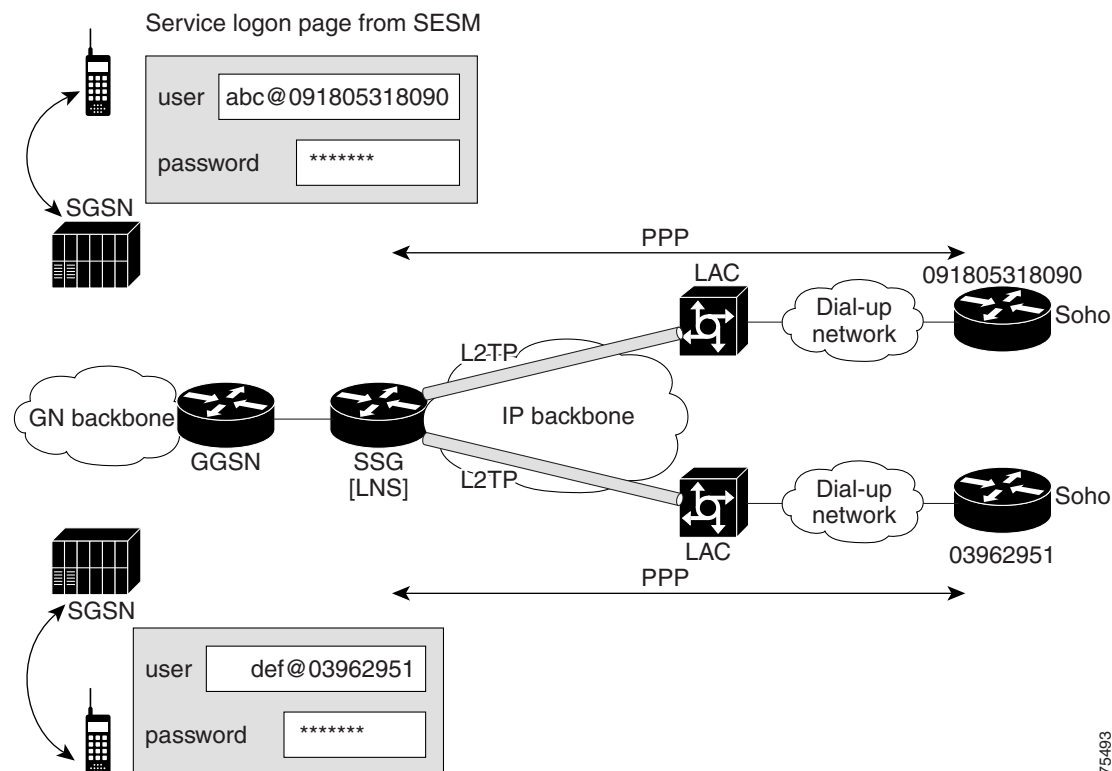 Service logon page from SESM
user abc@091805318090
password *******
SGSN
PPP
LAC
091805318090
Dial-up
network
Soho
L2TP
GN backbone
GGSN
SSG
[LNS]
IP backbone
L2TP
LAC
Dial-up
network
Soho
03962951
PPP
SGSN
user def@03962951
password *******
75493